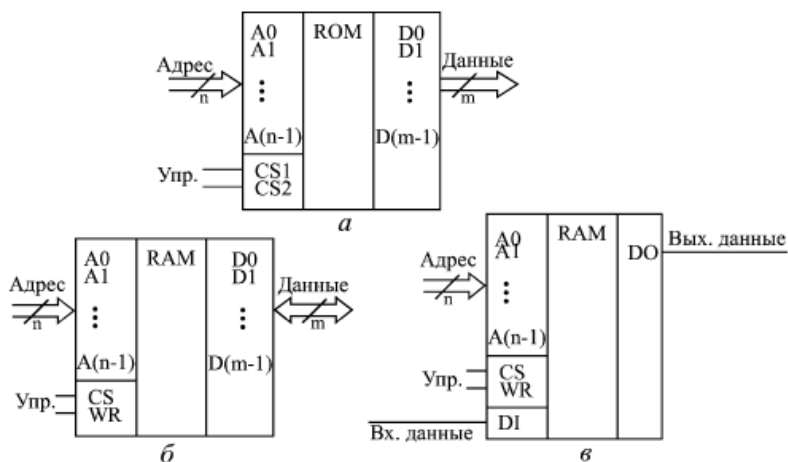 A0 ROM D0
A1 D1
Адрес Данные
n m
A(n-1) D(m-1)
Упр. CS1
CS2
а
A0 RAM D0
A1 D1
Адрес Данные
n m
A(n-1) D(m-1)
Упр. CS
WR
б
A0 RAM
A1 DO Вых. данные
Адрес
n
A(n-1)
Упр. CS
WR
Вх. данные DI
в